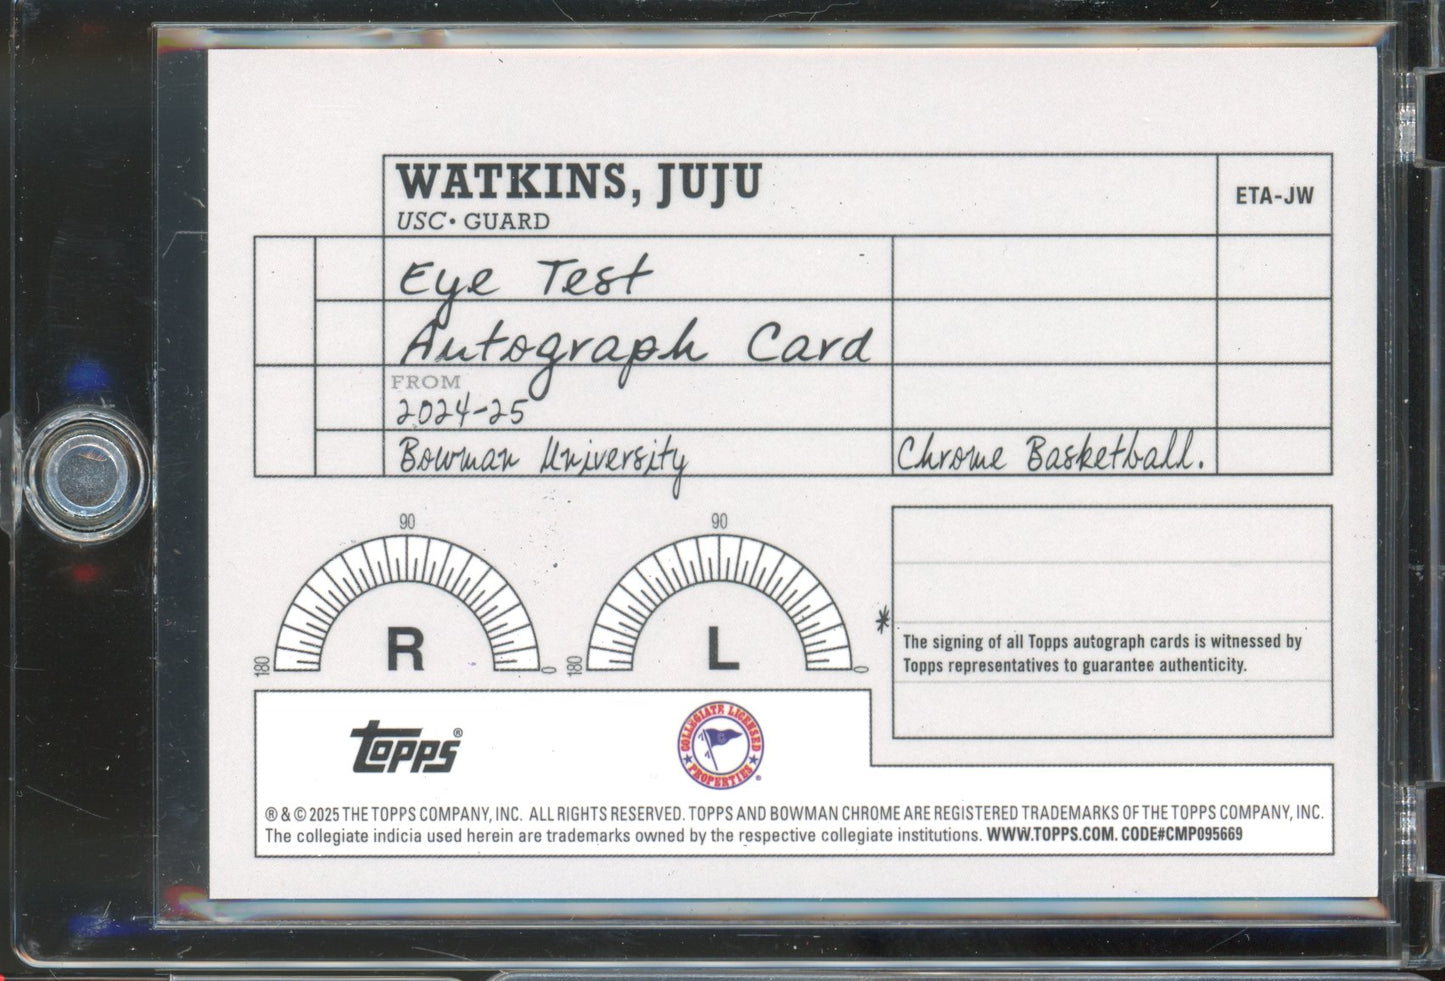 WATKINS, JUJU
USC• GUARD
ETA-JW
Eye Test
Autograph Card
FROM
2024-25
Bowman University
Chrome Basketball.
90
R
180
0
90
L
180
0
*
The signing of all Topps autograph cards is witnessed by
Topps representatives to guarantee authenticity.
topps®
COLLEGIATE LICENSED
PROPERTIES®
® & © 2025 THE TOPPS COMPANY, INC. ALL RIGHTS RESERVED. TOPPS AND BOWMAN CHROME ARE REGISTERED TRADEMARKS OF THE TOPPS COMPANY, INC.
The collegiate indicia used herein are trademarks owned by the respective collegiate institutions. WWW.TOPPS.COM. CODE#CMP095669